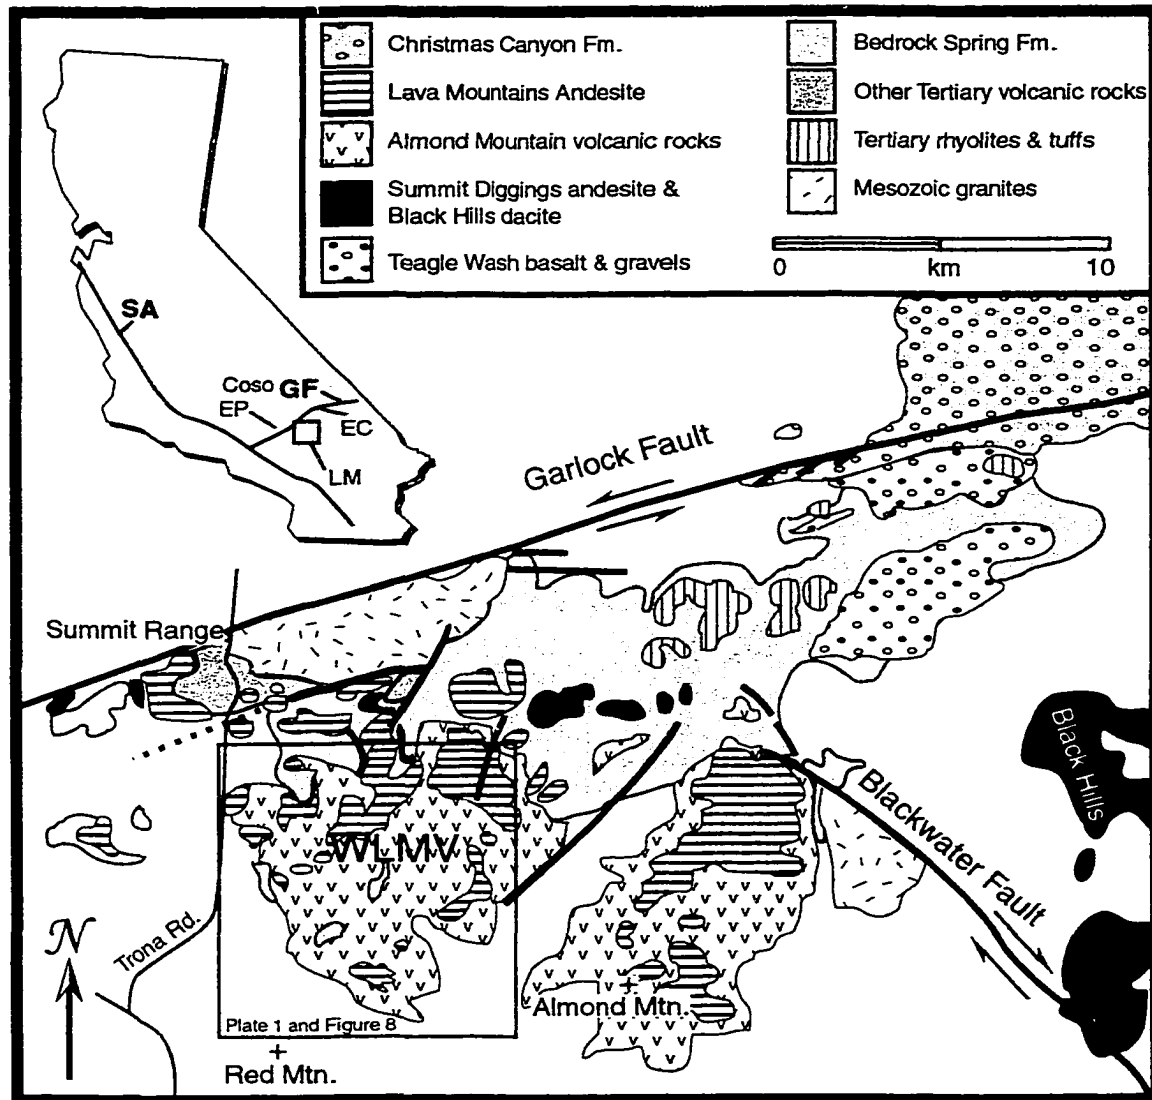 Christmas Canyon Fm.
Lava Mountains Andesite
Almond Mountain volcanic rocks
Summit Diggings andesite &
Black Hills dacite
Teagle Wash basalt & gravels
Bedrock Spring Fm.
Other Tertiary volcanic rocks
Tertiary rhyolites & tuffs
Mesozoic granites
0 km 10
SA
Coso GF
EP
EC
LM
Garlock Fault
Summit Range
Black Hills
Blackwater Fault
WLMV
N
Trona Rd.
Almond Mtn.
Plate 1 and Figure 8
Red Mtn.